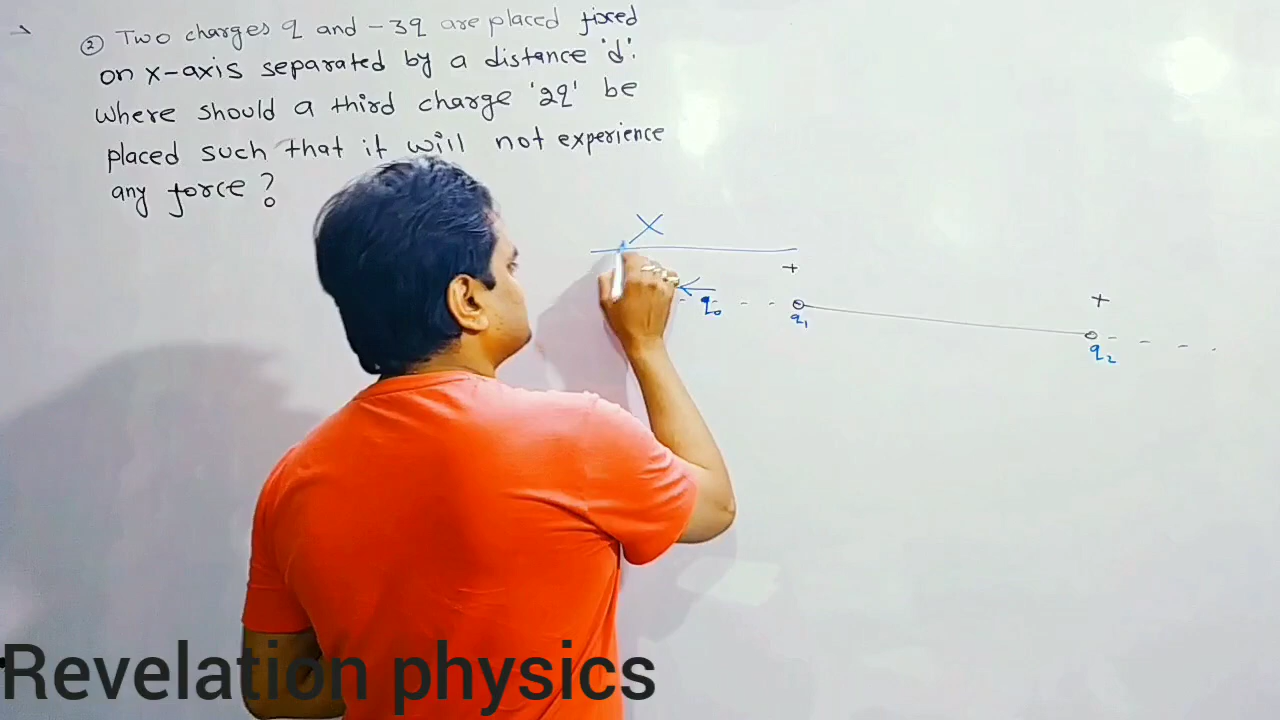 ② Two charges q and -3q are placed fixed
on x-axis separated by a distance 'd'.
Where should a third charge '2q' be
placed such that it will not experience
any force?
X
+
+
q₀
q₁
q₂
Revelation physics